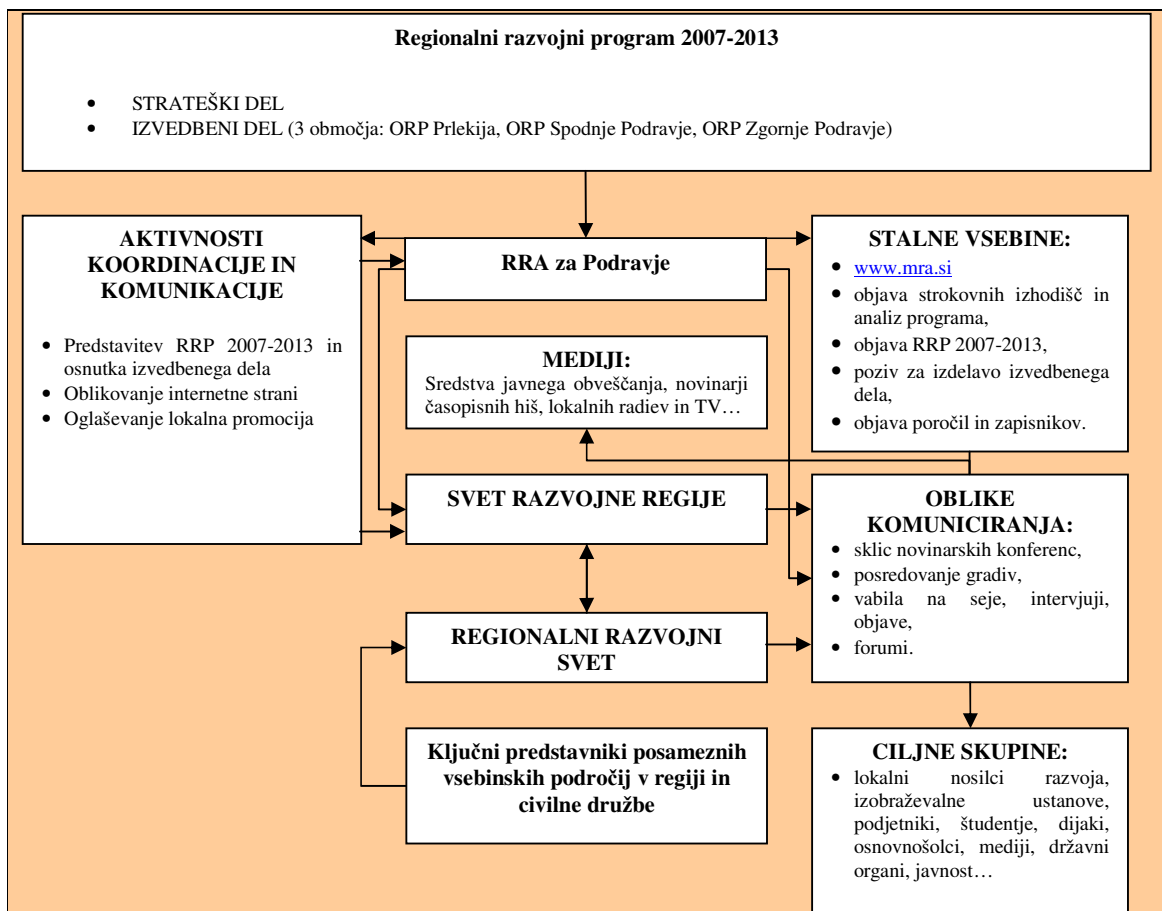 Regionalni razvojni program 2007-2013
• STRATEŠKI DEL
• IZVEDBENI DEL (3 območja: ORP Prlekija, ORP Spodnje Podravje, ORP Zgornje Podravje)
AKTIVNOSTI
KOORDINACIJE IN
KOMUNIKACIJE
• Predstavitev RRP 2007-2013 in
osnutka izvedbenega dela
• Oblikovanje internetne strani
• Oglaševanje lokalna promocija
RRA za Podravje
STALNE VSEBINE:
• www.mra.si
• objava strokovnih izhodišč in
analiz programa,
• objava RRP 2007-2013,
• poziv za izdelavo izvedbenega
dela,
• objava poročil in zapisnikov.
MEDIJI:
Sredstva javnega obveščanja, novinarji
časopisnih hiš, lokalnih radiev in TV…
SVET RAZVOJNE REGIJE
OBLIKE
KOMUNICIRANJA:
• sklic novinarskih konferenc,
• posredovanje gradiv,
• vabila na seje, intervjuji,
objave,
• forumi.
REGIONALNI RAZVOJNI
SVET
Ključni predstavniki posameznih
vsebinskih področij v regiji in
civilne družbe
CILJNE SKUPINE:
• lokalni nosilci razvoja,
izobraževalne ustanove,
podjetniki, študentje, dijaki,
osnovnošolci, mediji, državni
organi, javnost…